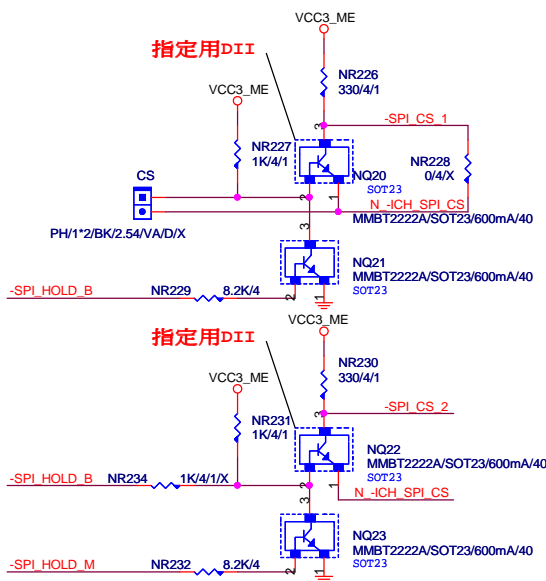 VCC3_ME
指定用DII
NR226
330/4/1
VCC3_ME
-SPI_CS_1
3
NR227
1K/4/1
NR228
0/4/X
CS
NQ20
SOT23
2
1
N_-ICH_SPI_CS
MMBT2222A/SOT23/600mA/40
PH/1*2/BK/2.54/VA/D/X
3
NQ21
MMBT2222A/SOT23/600mA/40
SOT23
-SPI_HOLD_B
NR229
8.2K/4
2
1
VCC3_ME
指定用DII
NR230
330/4/1
VCC3_ME
-SPI_CS_2
3
NR231
1K/4/1
NQ22
MMBT2222A/SOT23/600mA/40
SOT23
-SPI_HOLD_B
NR234
1K/4/1/X
2
1
N_-ICH_SPI_CS
3
NQ23
MMBT2222A/SOT23/600mA/40
SOT23
-SPI_HOLD_M
NR232
8.2K/4
2
1